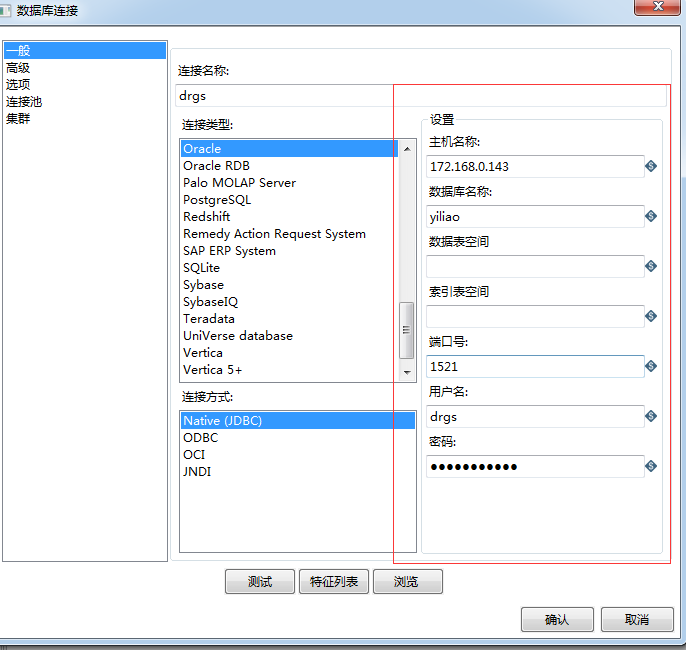 数据库连接
一般
高级
选项
连接池
集群
连接名称:
drgs
连接类型:
Oracle
Oracle RDB
Palo MOLAP Server
PostgreSQL
Redshift
Remedy Action Request System
SAP ERP System
SQLite
Sybase
SybaseIQ
Teradata
UniVerse database
Vertica
Vertica 5+
连接方式:
Native (JDBC)
ODBC
OCI
JNDI
设置
主机名称:
172.168.0.143
数据库名称:
yiliao
数据表空间
索引表空间
端口号:
1521
用户名:
drgs
密码:
●●●●●●●●●●●
测试
特征列表
浏览
确认
取消